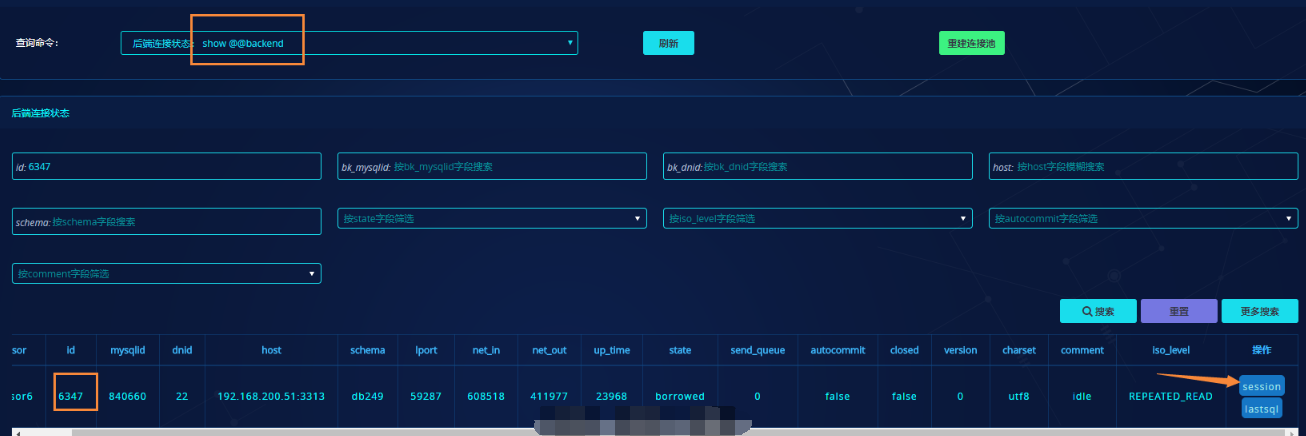 查询命令: 后端连接状态: show @@backend 刷新 重建连接池
后端连接状态
id: 6347 bk_mysqlid: 按bk_mysqlid字段搜索 bk_dnid: 按bk_dnid字段搜索 host: 按host字段模糊搜索
schema: 按schema字段搜索 按state字段筛选 按iso_level字段筛选 按autocommit字段筛选
按comment字段筛选
搜索 重置 更多搜索
sor id mysqlid dnid host schema lport net_in net_out up_time state send_queue autocommit closed version charset comment iso_level 操作
session
sor6 6347 840660 22 192.168.200.51:3313 db249 59287 608518 411977 23968 borrowed 0 false false 0 utf8 idle REPEATED_READ
lastsql